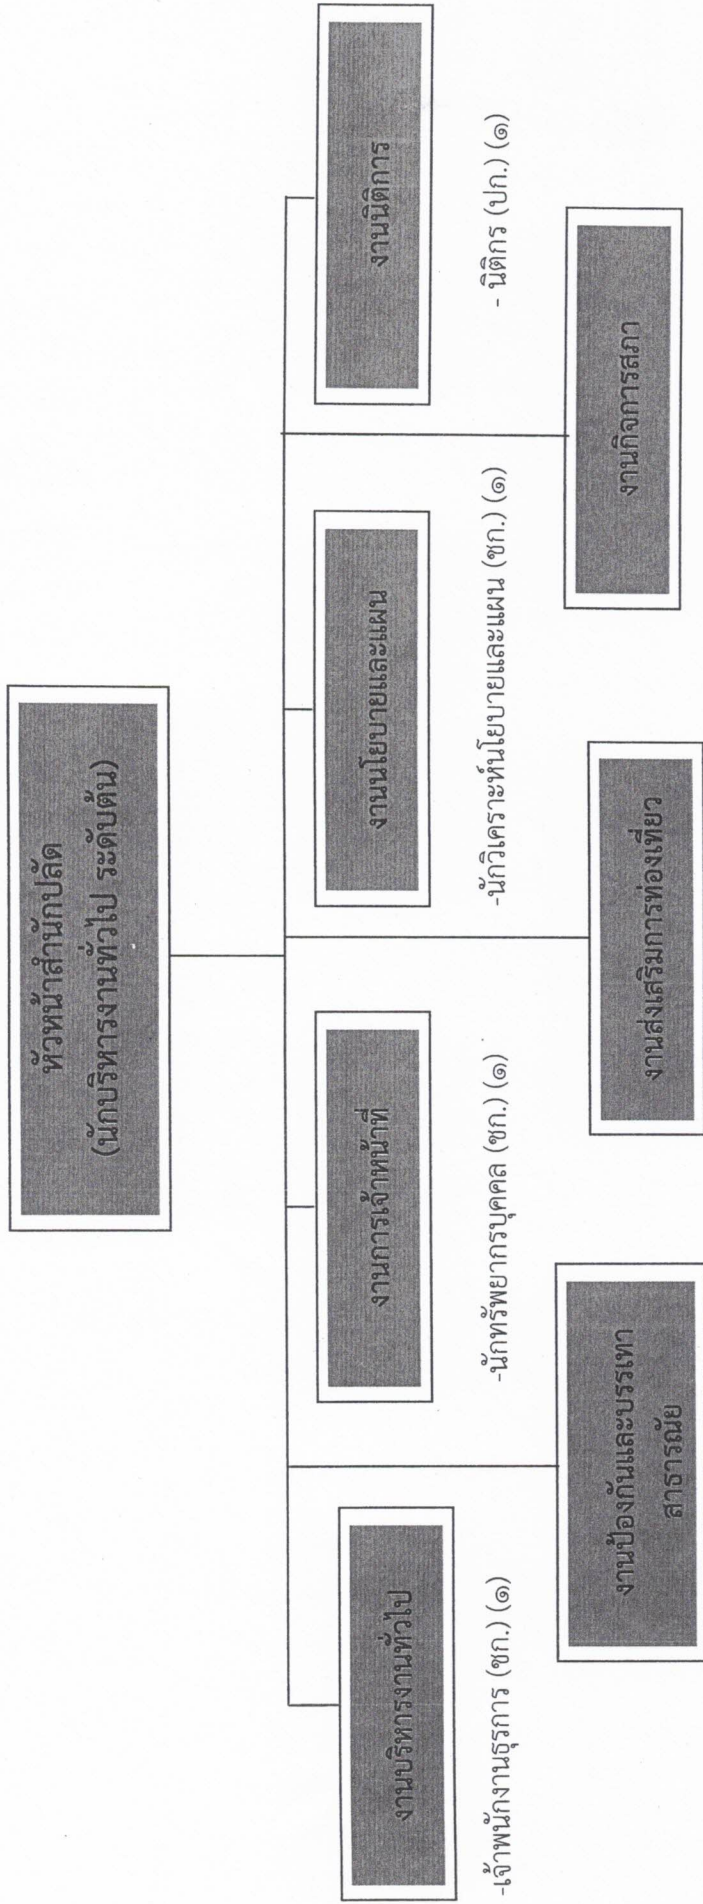 หัวหน้าสำนักปลัด
(นักบริหารงานทั่วไป ระดับต้น)
งานบริหารงานทั่วไป
-เจ้าพนักงานธุรการ (ชก.) (๑)
งานการเจ้าหน้าที่
-นักทรัพยากรบุคคล (ชก.) (๑)
งานนโยบายและแผน
-นักวิเคราะห์นโยบายและแผน (ชก.) (๑)
งานนิติการ
- นิติกร (ปก.) (๑)
งานป้องกันและบรรเทา
สาธารณัย
งานส่งเสริมการท่องเที่ยว
งานกิจการสภา